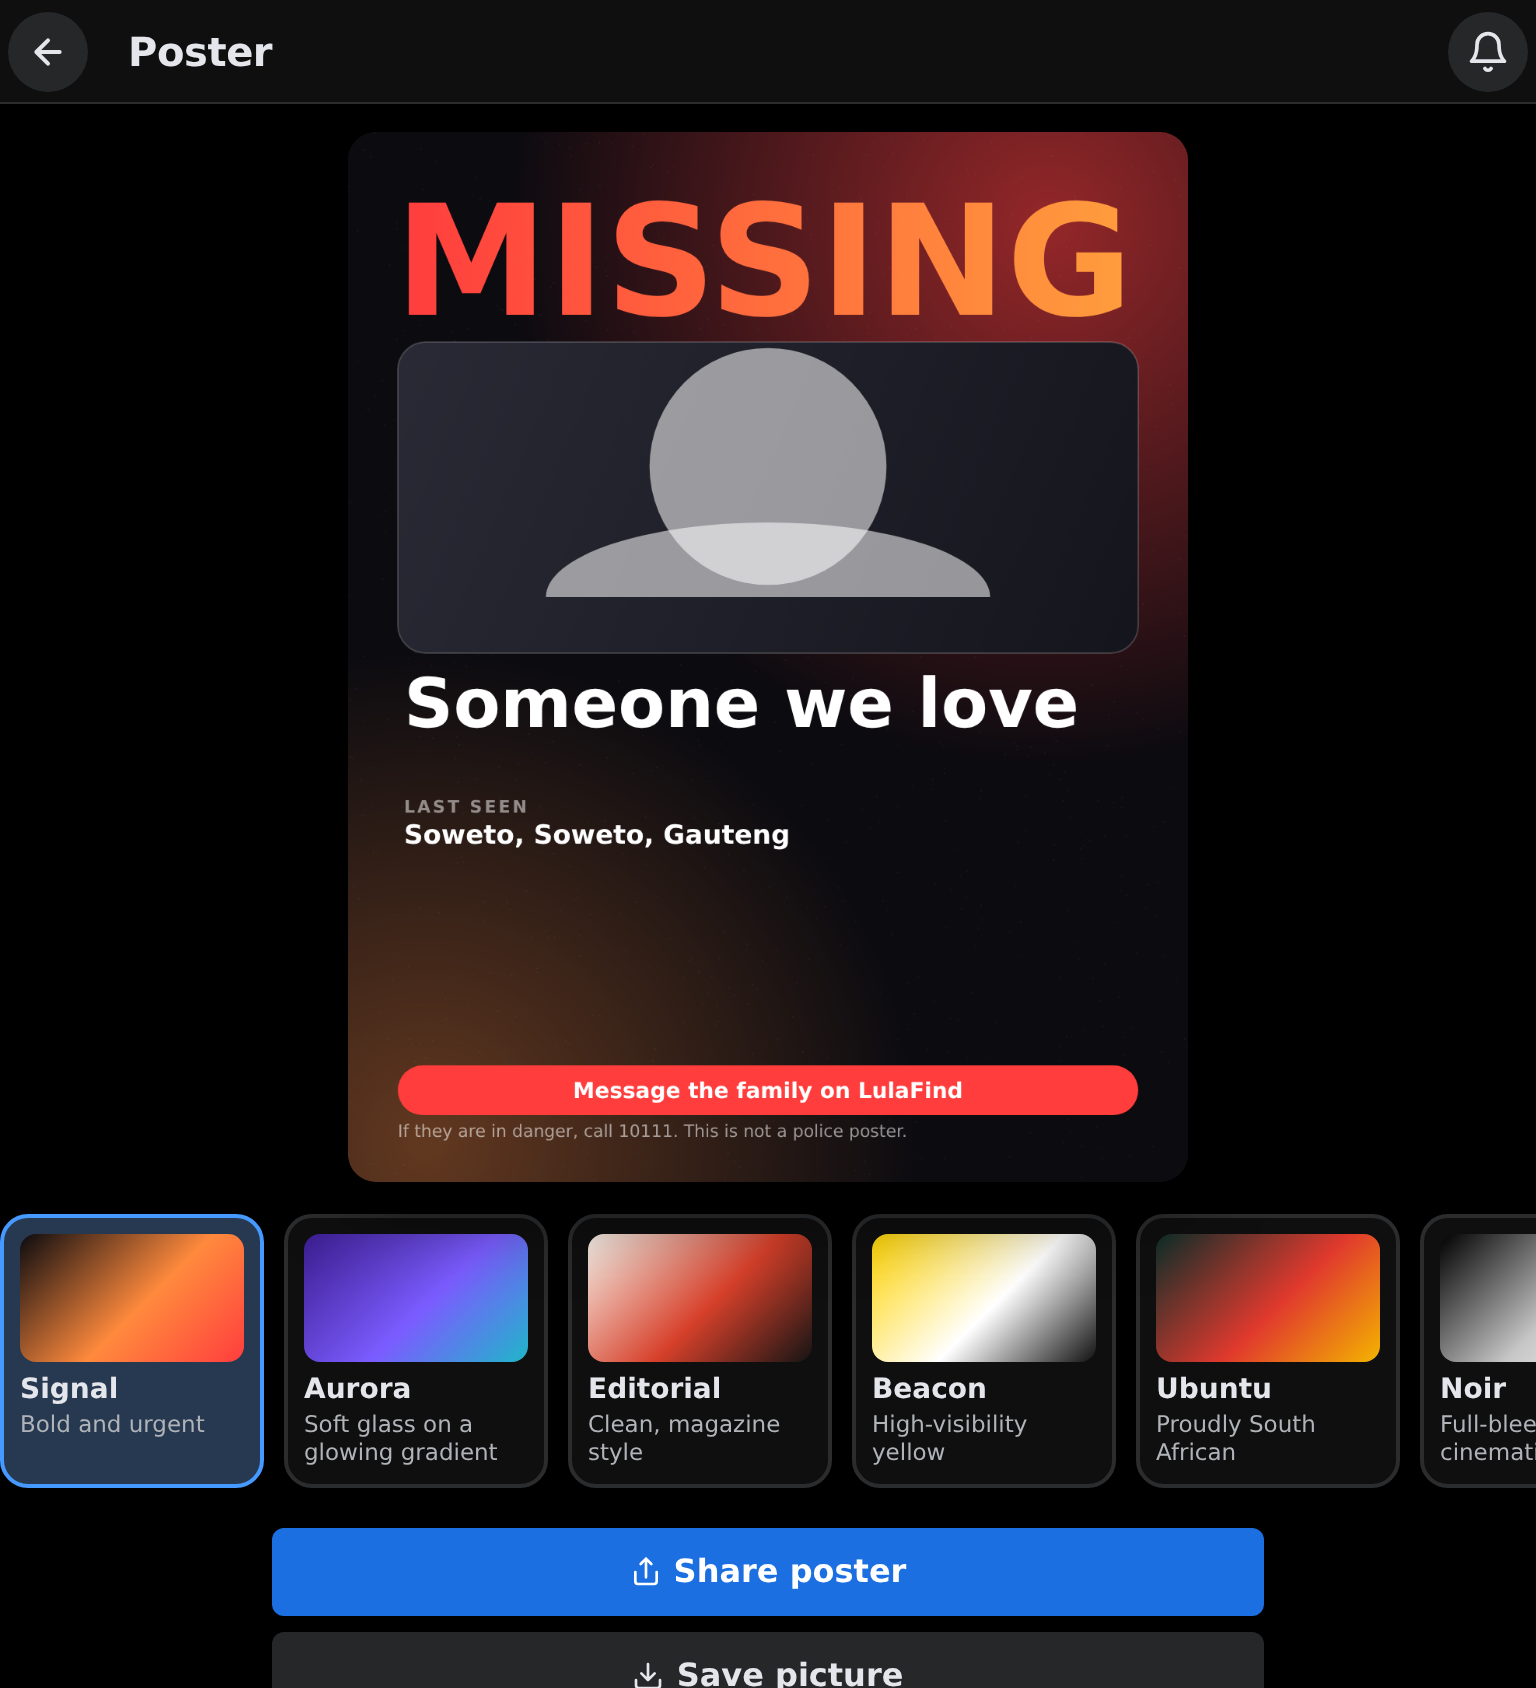 Poster
MISSING
Someone we love
LAST SEEN
Soweto, Soweto, Gauteng
Message the family on LulaFind
If they are in danger, call 10111. This is not a police poster.
Signal
Bold and urgent
Aurora
Soft glass on a
glowing gradient
Editorial
Clean, magazine
style
Beacon
High-visibility
yellow
Ubuntu
Proudly South
African
Noir
Share poster
Save picture